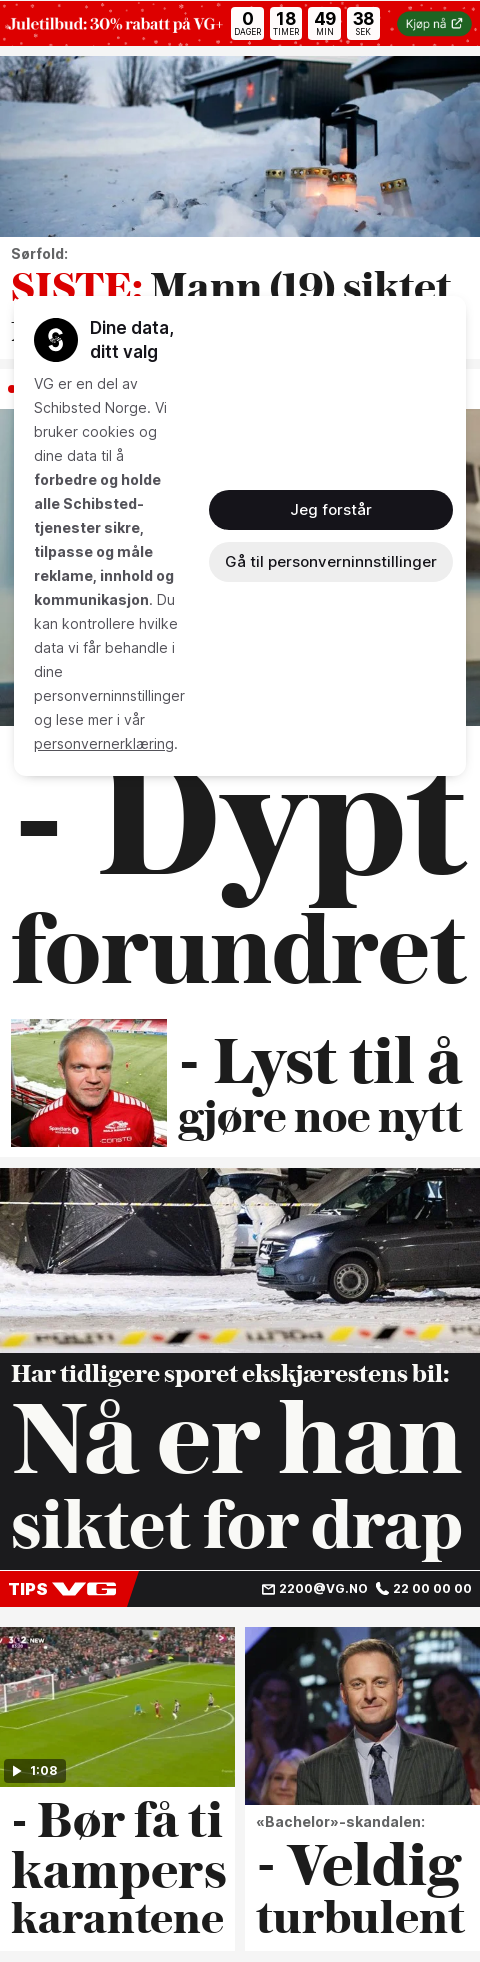 Juletilbud: 30% rabatt på VG+
0 18 49 38
DAGER TIMER MIN SEK
Kjøp nå
Sørfold:
SISTE: Mann (19) siktet
Dine data,
ditt valg
VG er en del av
Schibsted Norge. Vi
bruker cookies og
dine data til å
forbedre og holde
alle Schibsted-
tjenester sikre,
tilpasse og måle
reklame, innhold og
kommunikasjon. Du
kan kontrollere hvilke
data vi får behandle i
dine
personverninnstillinger
og lese mer i vår
personvernerklæring.
Jeg forstår
Gå til personverninnstillinger
- Dypt
forundret
- Lyst til å
gjøre noe nytt
Har tidligere sporet ekskjærestens bil:
Nå er han
siktet for drap
TIPS VG
2200@VG.NO 22 00 00 00
1:08
- Bør få ti
kampers
karantene
«Bachelor»-skandalen:
- Veldig
turbulent